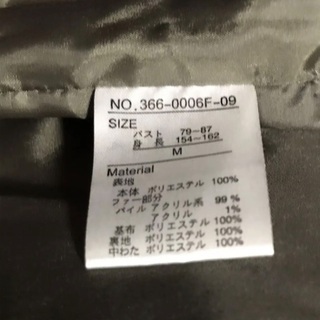 NO. 366-0006F-09
SIZE
バスト 79-87
身 長 154-162
M
Material
表地
本体 ポリエステル 100%
ファー部分
パイル アクリル系 99%
アクリル 1%
基布 ポリエステル 100%
裏地 ポリエステル 100%
中わた ポリエステル 100%